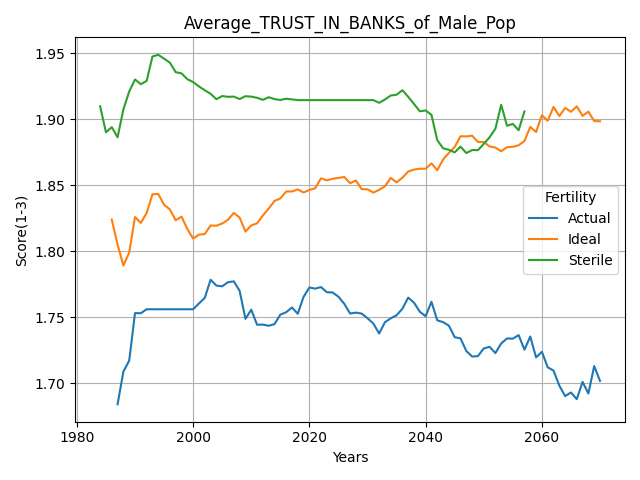 Average_TRUST_IN_BANKS_of_Male_Pop
Score(1-3)
1.95
1.90
1.85
1.80
1.75
1.70
Fertility
Actual
Ideal
Sterile
1980
2000
2020
2040
2060
Years